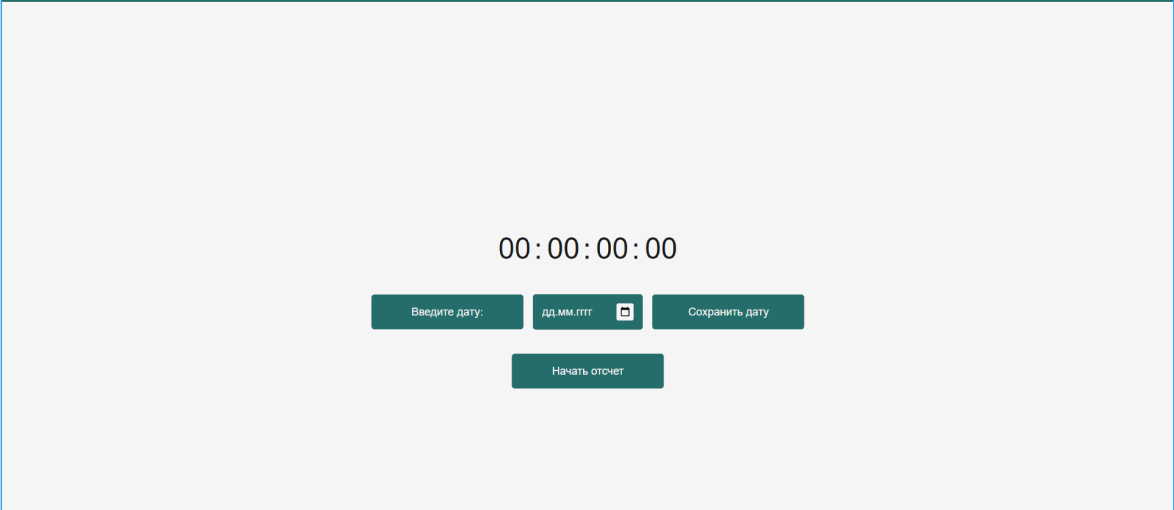 00:00:00:00
Введите дату: дд.мм.гггг Сохранить дату
Начать отсчет